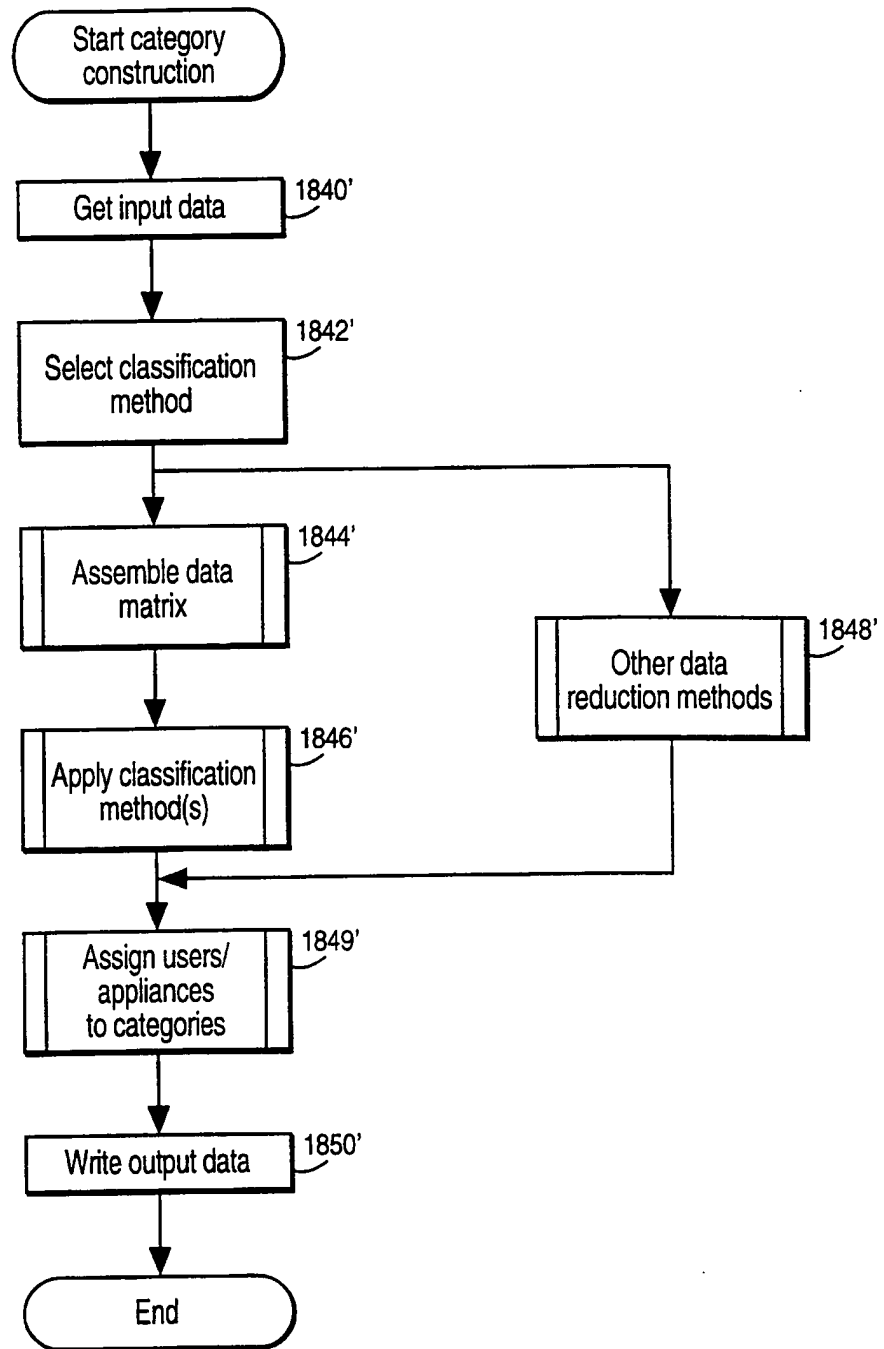 Start category
construction
1840'
Get input data
1842'
Select classification
method
1844'
Assemble data
matrix
1848'
Other data
reduction methods
1846'
Apply classification
method(s)
1849'
Assign users/
appliances
to categories
1850'
Write output data
End